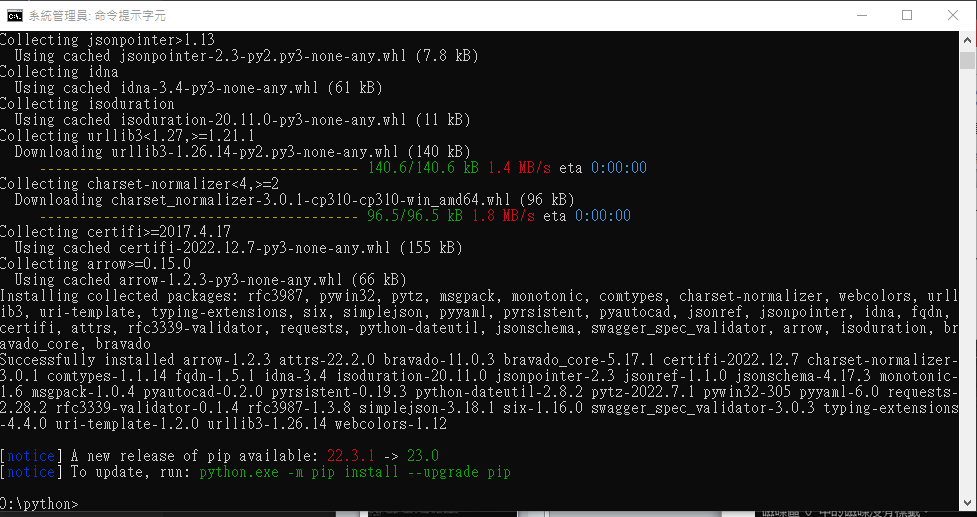 系統管理員: 命令提示字元
Collecting jsonpointer>1.13
  Using cached jsonpointer-2.3-py2.py3-none-any.whl (7.8 kB)
Collecting idna
  Using cached idna-3.4-py3-none-any.whl (61 kB)
Collecting isoduration
  Using cached isoduration-20.11.0-py3-none-any.whl (11 kB)
Collecting urllib3<1.27,>=1.21.1
  Downloading urllib3-1.26.14-py2.py3-none-any.whl (140 kB)
     ---------------------------------------- 140.6/140.6 kB 1.4 MB/s eta 0:00:00
Collecting charset-normalizer<4,>=2
  Downloading charset_normalizer-3.0.1-cp310-cp310-win_amd64.whl (96 kB)
     ---------------------------------------- 96.5/96.5 kB 1.8 MB/s eta 0:00:00
Collecting certifi>=2017.4.17
  Using cached certifi-2022.12.7-py3-none-any.whl (155 kB)
Collecting arrow>=0.15.0
  Using cached arrow-1.2.3-py3-none-any.whl (66 kB)
Installing collected packages: rfc3987, pywin32, pytz, msgpack, monotonic, comtypes, charset-normalizer, webcolors, urll
ib3, uri-template, typing-extensions, six, simplejson, pyyaml, pyrsistent, pyautocad, jsonref, jsonpointer, idna, fqdn,
certifi, attrs, rfc3339-validator, requests, python-dateutil, jsonschema, swagger_spec_validator, arrow, isoduration, br
avado_core, bravado
Successfully installed arrow-1.2.3 attrs-22.2.0 bravado-11.0.3 bravado_core-5.17.1 certifi-2022.12.7 charset-normalizer-
3.0.1 comtypes-1.1.14 fqdn-1.5.1 idna-3.4 isoduration-20.11.0 jsonpointer-2.3 jsonref-1.1.0 jsonschema-4.17.3 monotonic-
1.6 msgpack-1.0.4 pyautocad-0.2.0 pyrsistent-0.19.3 python-dateutil-2.8.2 pytz-2022.7.1 pywin32-305 pyyaml-6.0 requests-
2.28.2 rfc3339-validator-0.1.4 rfc3987-1.3.8 simplejson-3.18.1 six-1.16.0 swagger_spec_validator-3.0.3 typing-extensions
-4.4.0 uri-template-1.2.0 urllib3-1.26.14 webcolors-1.12
[notice] A new release of pip available: 22.3.1 -> 23.0
[notice] To update, run: python.exe -m pip install --upgrade pip
O:\python>